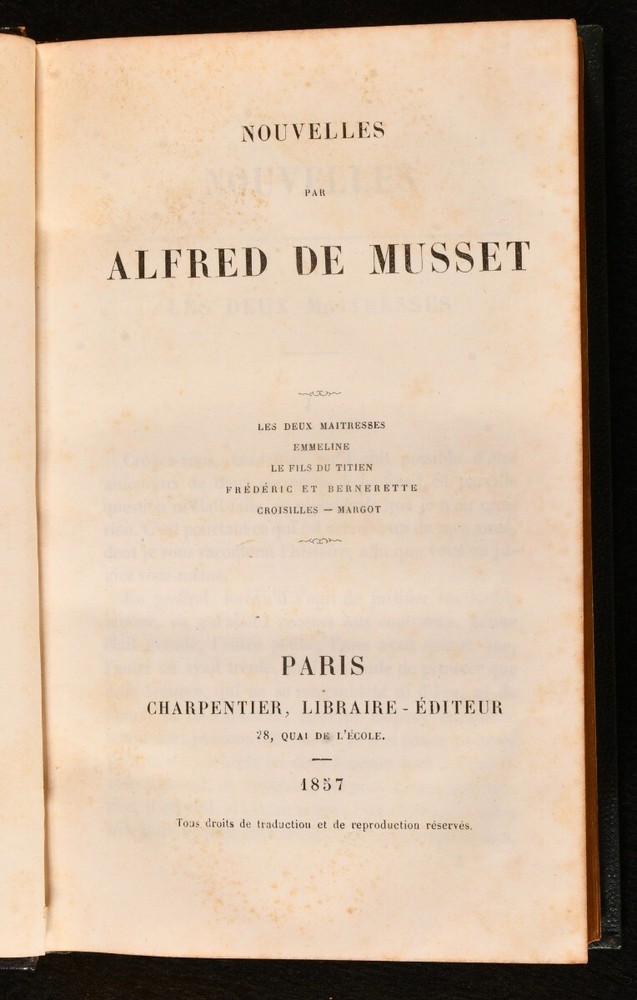 NOUVELLES
PAR
ALFRED DE MUSSET
LES DEUX MAITRESSES
EMMELINE
LE FILS DU TITIEN
FRÉDÉRIC ET BERNERETTE
CROISILLES — MARGOT
PARIS
CHARPENTIER, LIBRAIRE-ÉDITEUR
28, QUAI DE L'ÉCOLE.
1857
Tous droits de traduction et de reproduction réservés.